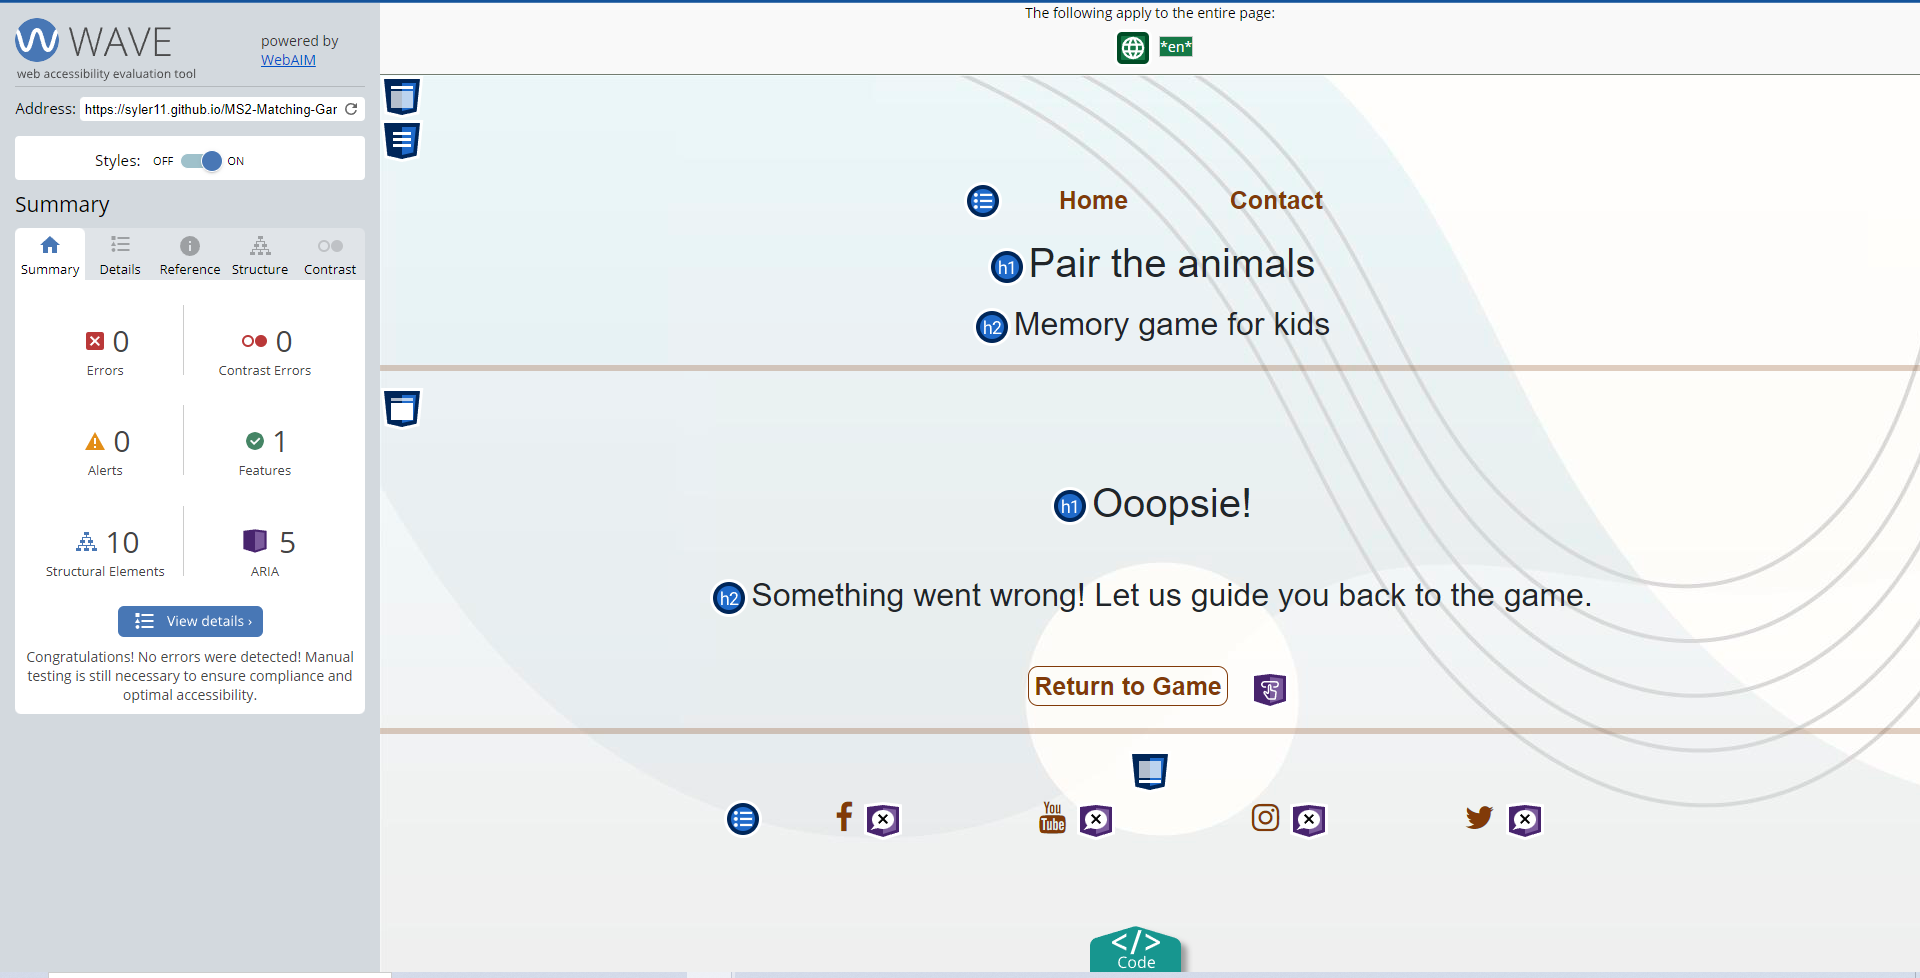 WAVE
powered by
WebAIM
web accessibility evaluation tool
Address: https://syler11.github.io/MS2-Matching-Gar
Styles: OFF ON
Summary
Summary Details Reference Structure Contrast
0 0
Errors Contrast Errors
0 1
Alerts Features
10 5
Structural Elements ARIA
View details ›
Congratulations! No errors were detected! Manual
testing is still necessary to ensure compliance and
optimal accessibility.
The following apply to the entire page:
*en*
Home Contact
h1 Pair the animals
h2 Memory game for kids
h1 Ooopsie!
h2 Something went wrong! Let us guide you back to the game.
Return to Game
You
Tube
</>
Code